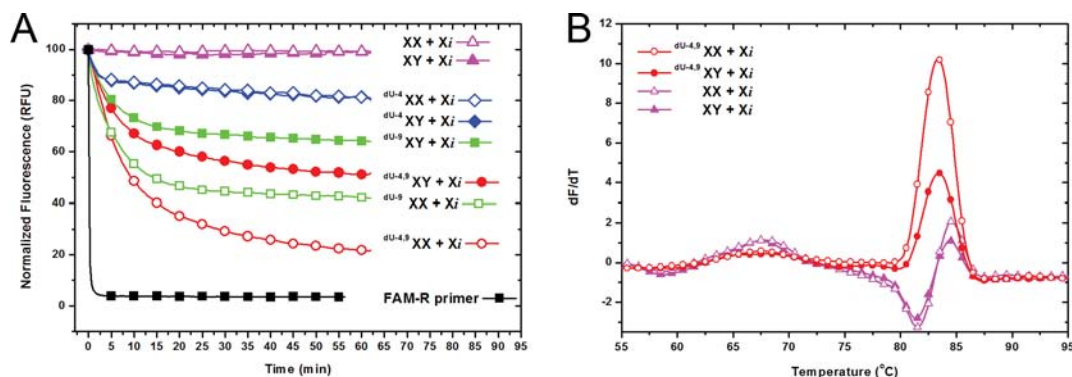 A
Normalized Fluorescence (RFU)
100
80
60
40
20
0
XX + Xi
XY + Xi
dU-4 XX + Xi
dU-4 XY + Xi
dU-9 XY + Xi
dU-4,9 XY + Xi
dU-9 XX + Xi
dU-4,9 XX + Xi
FAM-R primer
0 5 10 15 20 25 30 35 40 45 50 55 60 65 70 75 80 85 90 95
Time (min)
B
dF/dT
12
10
8
6
4
2
0
-2
dU-4,9 XX + Xi
dU-4,9 XY + Xi
XX + Xi
XY + Xi
55 60 65 70 75 80 85 90 95
Temperature (°C)